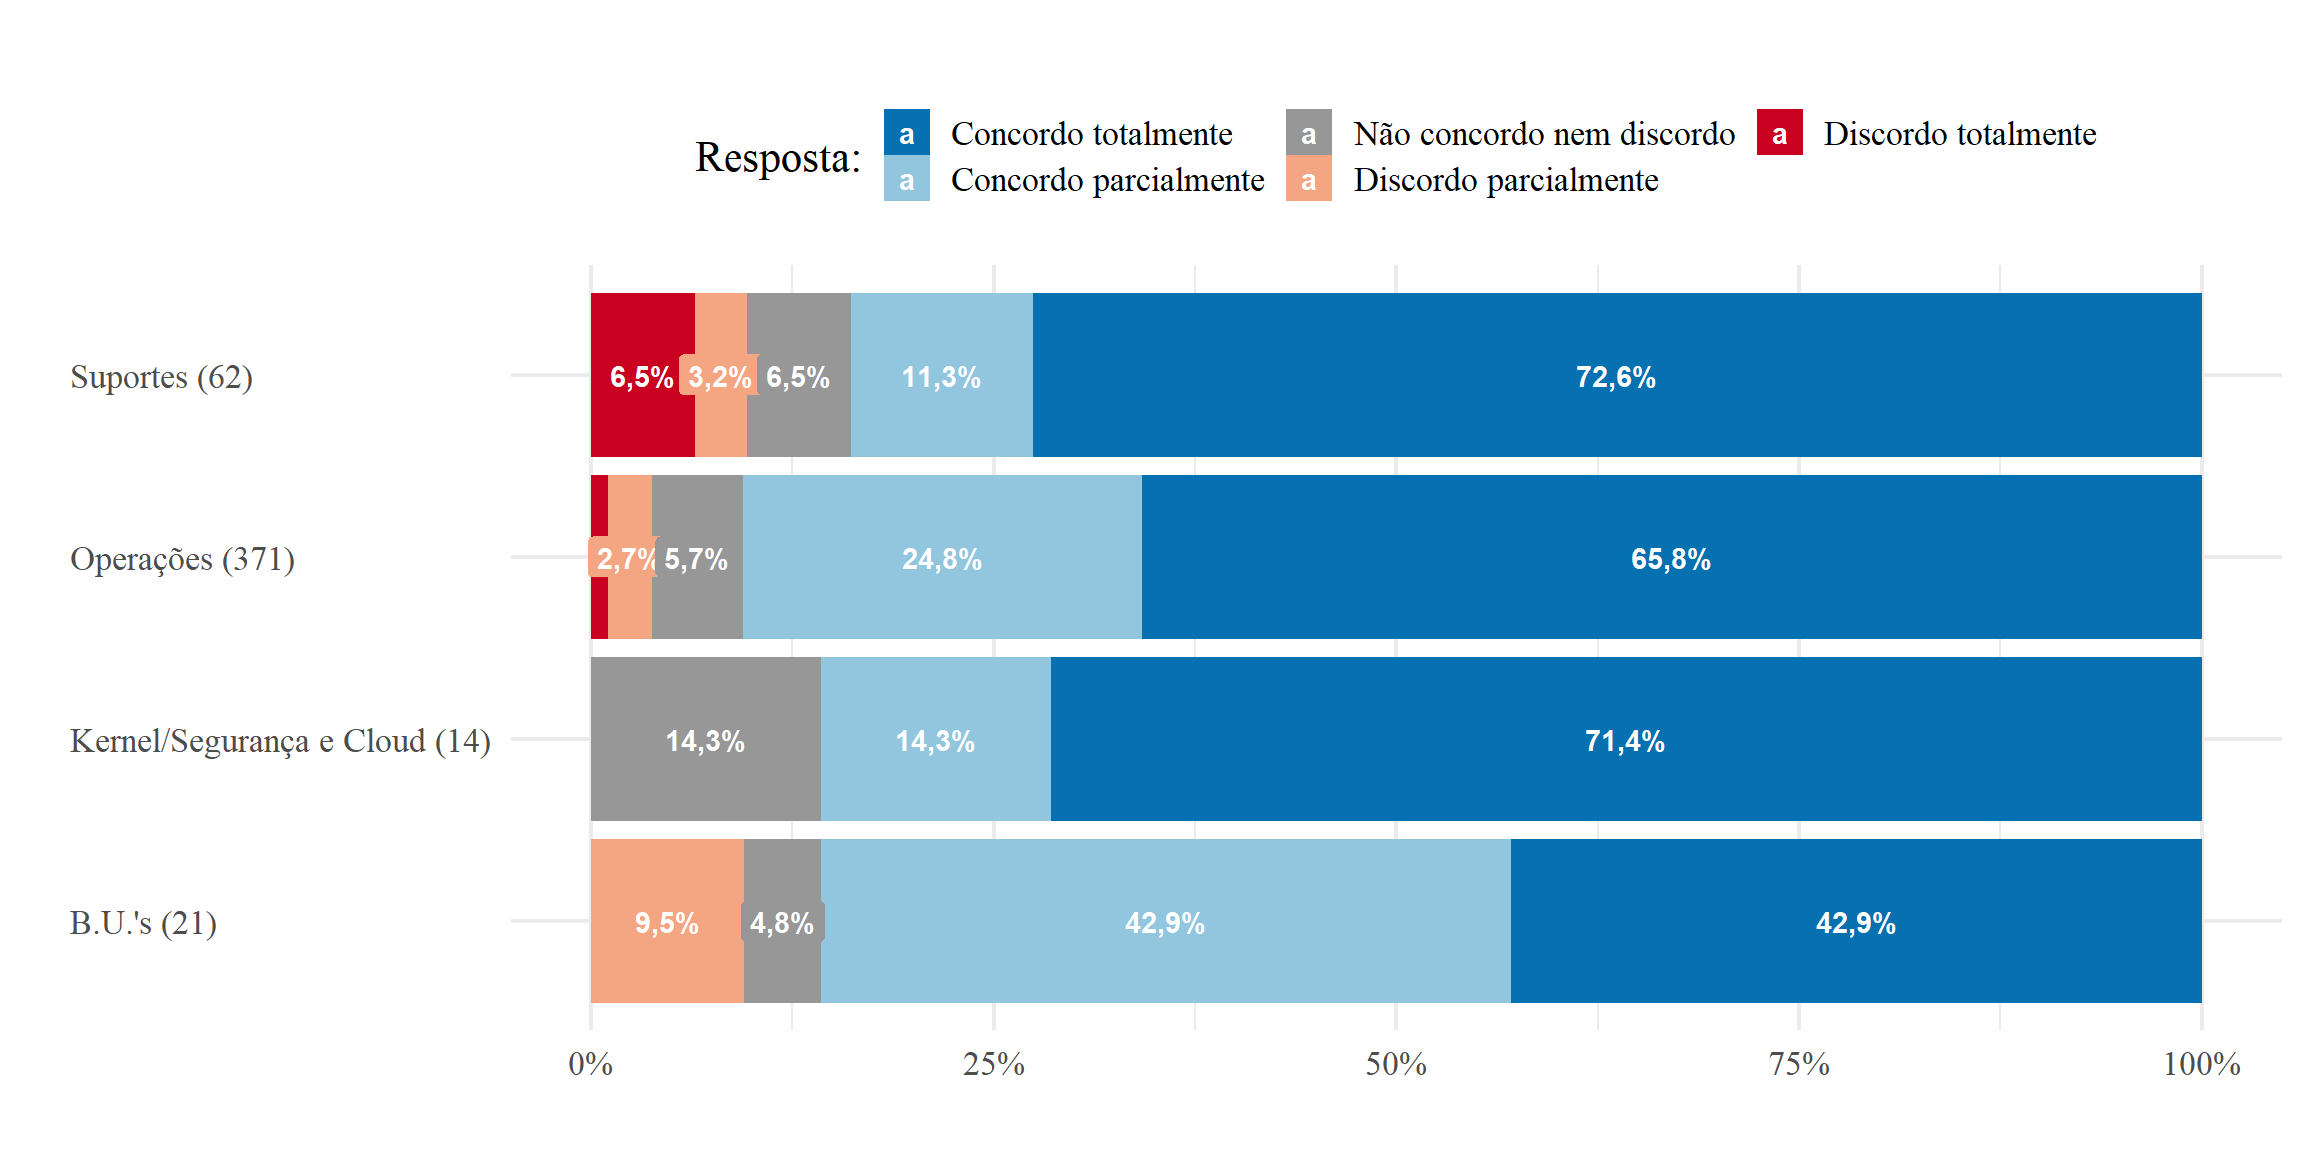 Resposta:
a Concordo totalmente a Não concordo nem discordo a Discordo totalmente
a Concordo parcialmente a Discordo parcialmente
Suportes (62) 6,5% 3,2% 6,5% 11,3% 72,6%
Operações (371) 2,7% 5,7% 24,8% 65,8%
Kernel/Segurança e Cloud (14) 14,3% 14,3% 71,4%
B.U.'s (21) 9,5% 4,8% 42,9% 42,9%
0% 25% 50% 75% 100%